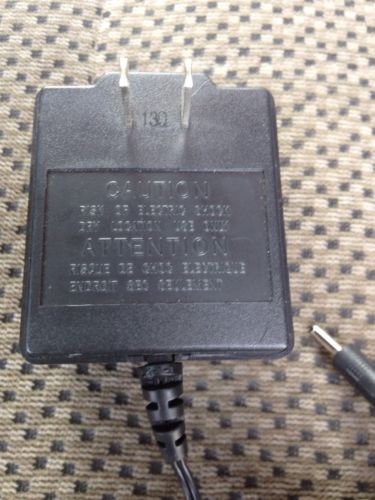 130
CAUTION
RISK OF ELECTRIC SHOCK
DRY LOCATION USE ONLY
ATTENTION
RISQUE DE CHOC ELECTRIQUE
ENDROIT SEC SEULEMENT